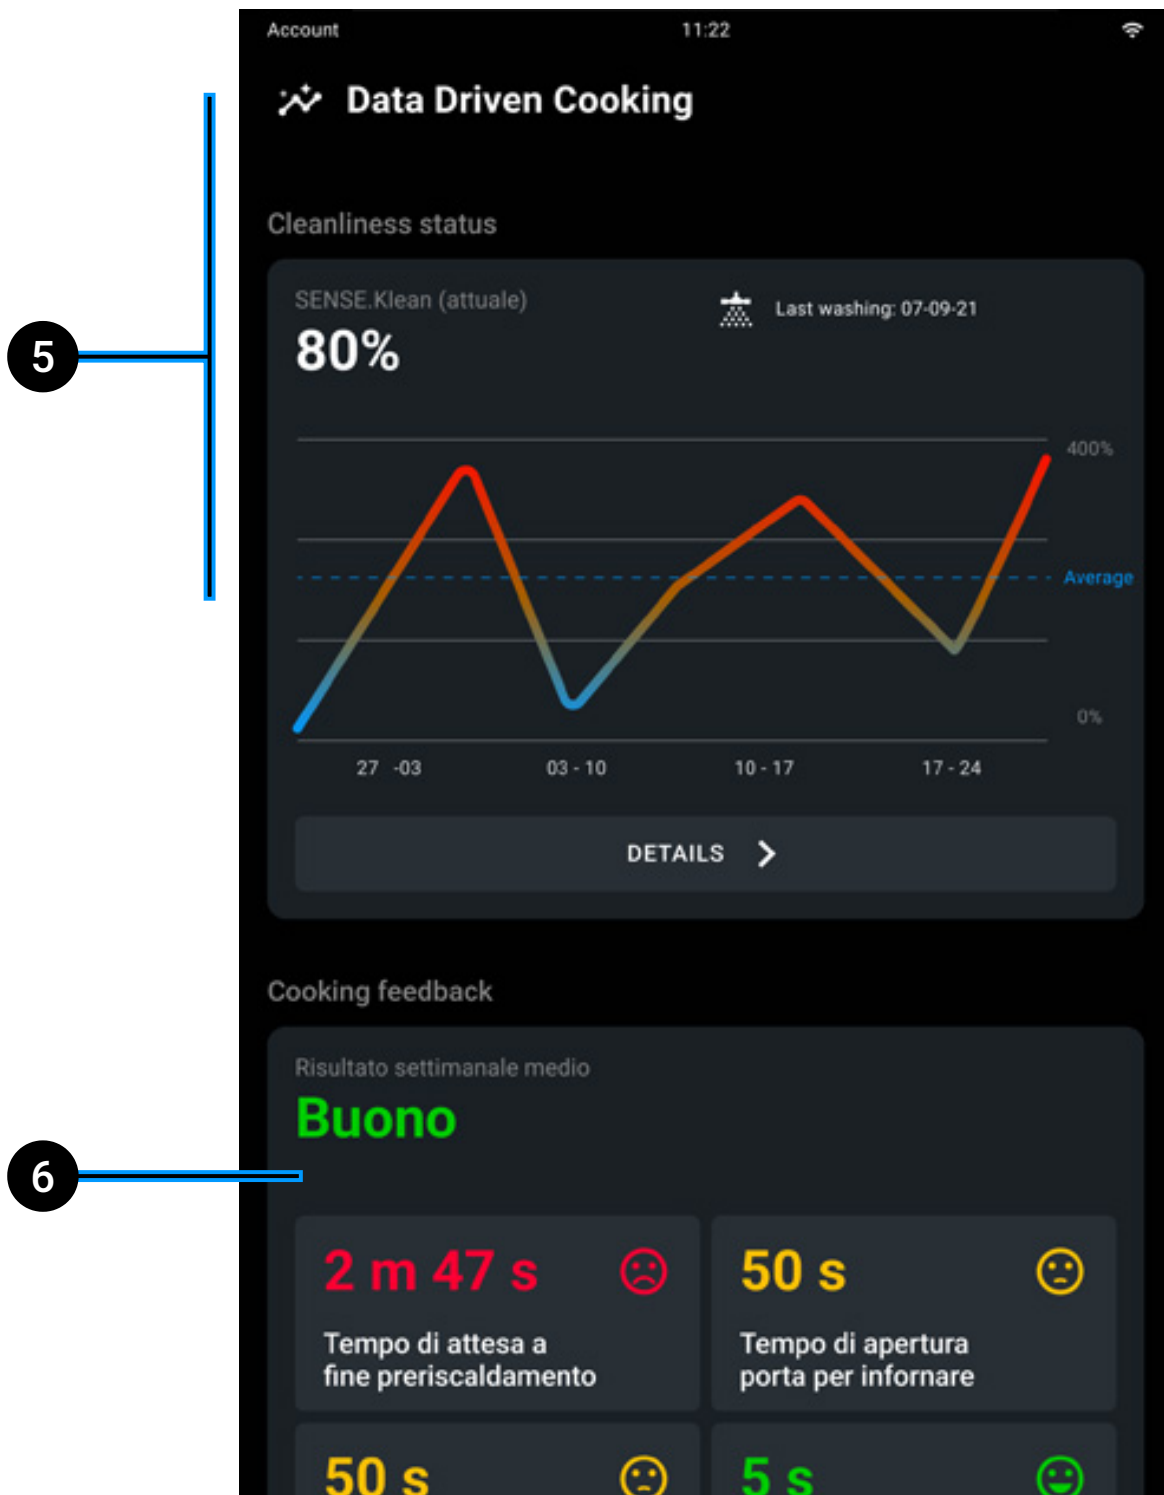 Account
11:22
Data Driven Cooking
Cleanliness status
SENSE.Klean (attuale)
80%
Last washing: 07-09-21
5
400%
Average
0%
27 -03
03 - 10
10 - 17
17 - 24
DETAILS
Cooking feedback
Risultato settimanale medio
Buono
6
2 m 47 s
Tempo di attesa a
fine preriscaldamento
50 s
Tempo di apertura
porta per infornare
50 s
5 s